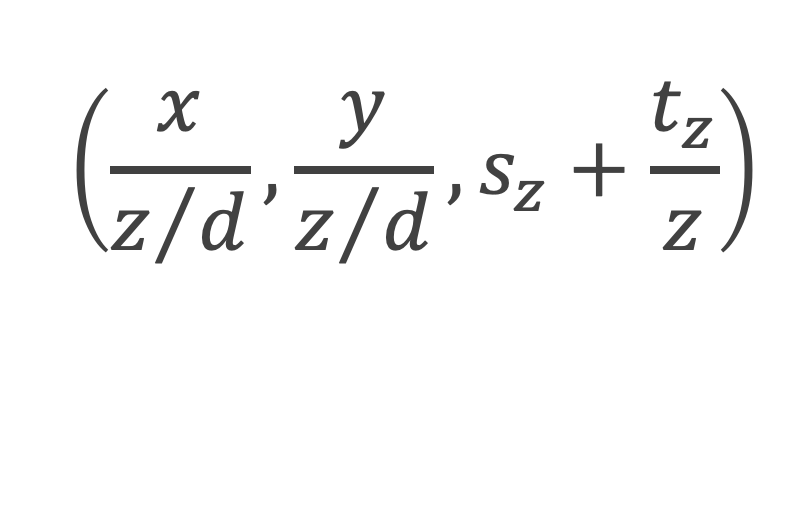 (x/(z/d), y/(z/d), s_z + t_z/z)